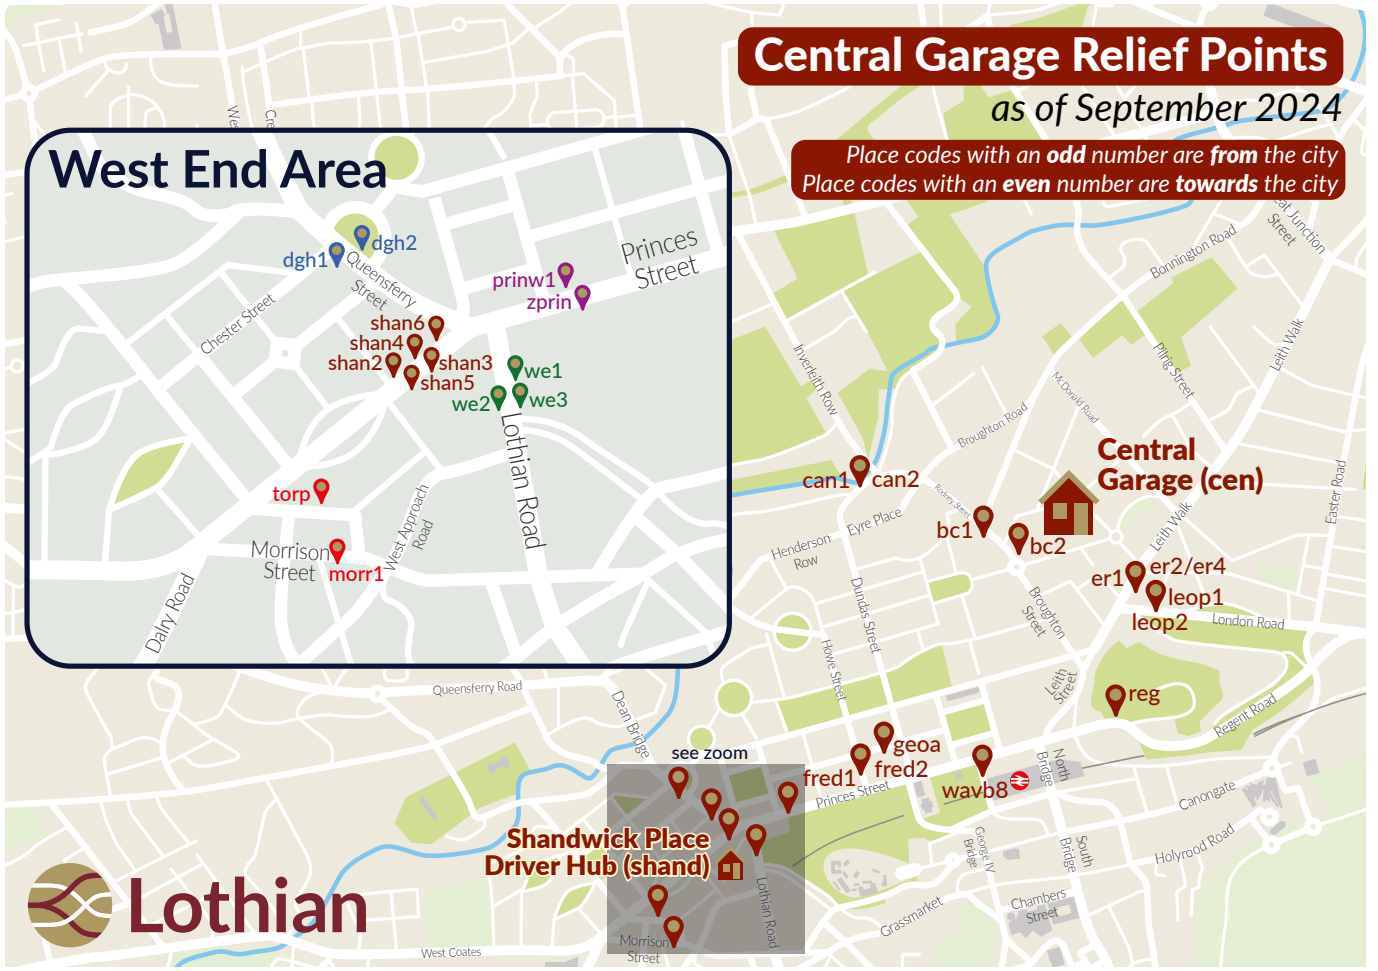 Central Garage Relief Points
as of September 2024
Place codes with an odd number are from the city
Place codes with an even number are towards the city
West End Area
dgh1
dgh2
Queensferry
Street
Chester Street
prinw1
zprin
Princes
Street
shan6
shan4
shan2
shan3
shan5
we1
we2
we3
Lothian Road
torp
Morrison
Street
morr1
West Approach
Road
Dalry Road
Junction
Street
Bonnington Road
Leith Walk
Pilrig Street
McDonald Road
Inverleith Row
Broughton Road
Central
Garage (cen)
can1
can2
Rodney Street
Eyre Place
bc1
bc2
Henderson
Row
Leith Walk
Easter Road
er1
er2/er4
leop1
leop2
London Road
Broughton
Street
Dundas Street
Howe Street
Leith
Street
reg
Regent Road
Queensferry Road
Dean Bridge
see zoom
geoa
fred1
fred2
Princes Street
wavb8
North
Bridge
Canongate
Holyrood Road
South
Bridge
George IV
Bridge
Chambers
Street
Grassmarket
Shandwick Place
Driver Hub (shand)
Lothian Road
Morrison
Street
West Coates
Lothian